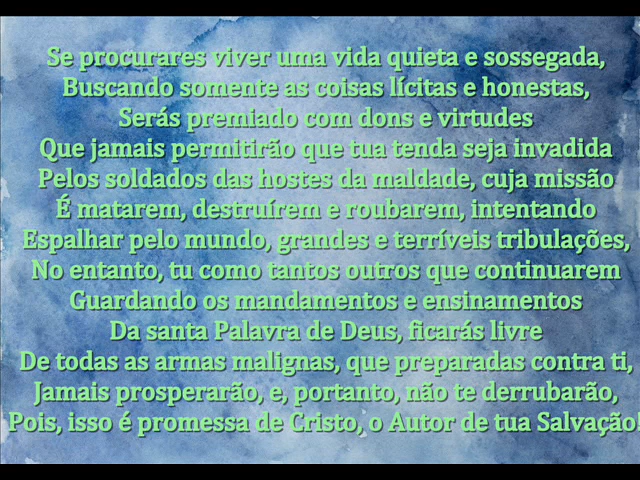 Se procurares viver uma vida quieta e sossegada,
Buscando somente as coisas lícitas e honestas,
Serás premiado com dons e virtudes
Que jamais permitirão que tua tenda seja invadida
Pelos soldados das hostes da maldade, cuja missão
É matarem, destruírem e roubarem, intentando
Espalhar pelo mundo, grandes e terríveis tribulações,
No entanto, tu como tantos outros que continuarem
Guardando os mandamentos e ensinamentos
Da santa Palavra de Deus, ficarás livre
De todas as armas malignas, que preparadas contra ti,
Jamais prosperarão, e, portanto, não te derrubarão,
Pois, isso é promessa de Cristo, o Autor de tua Salvação!